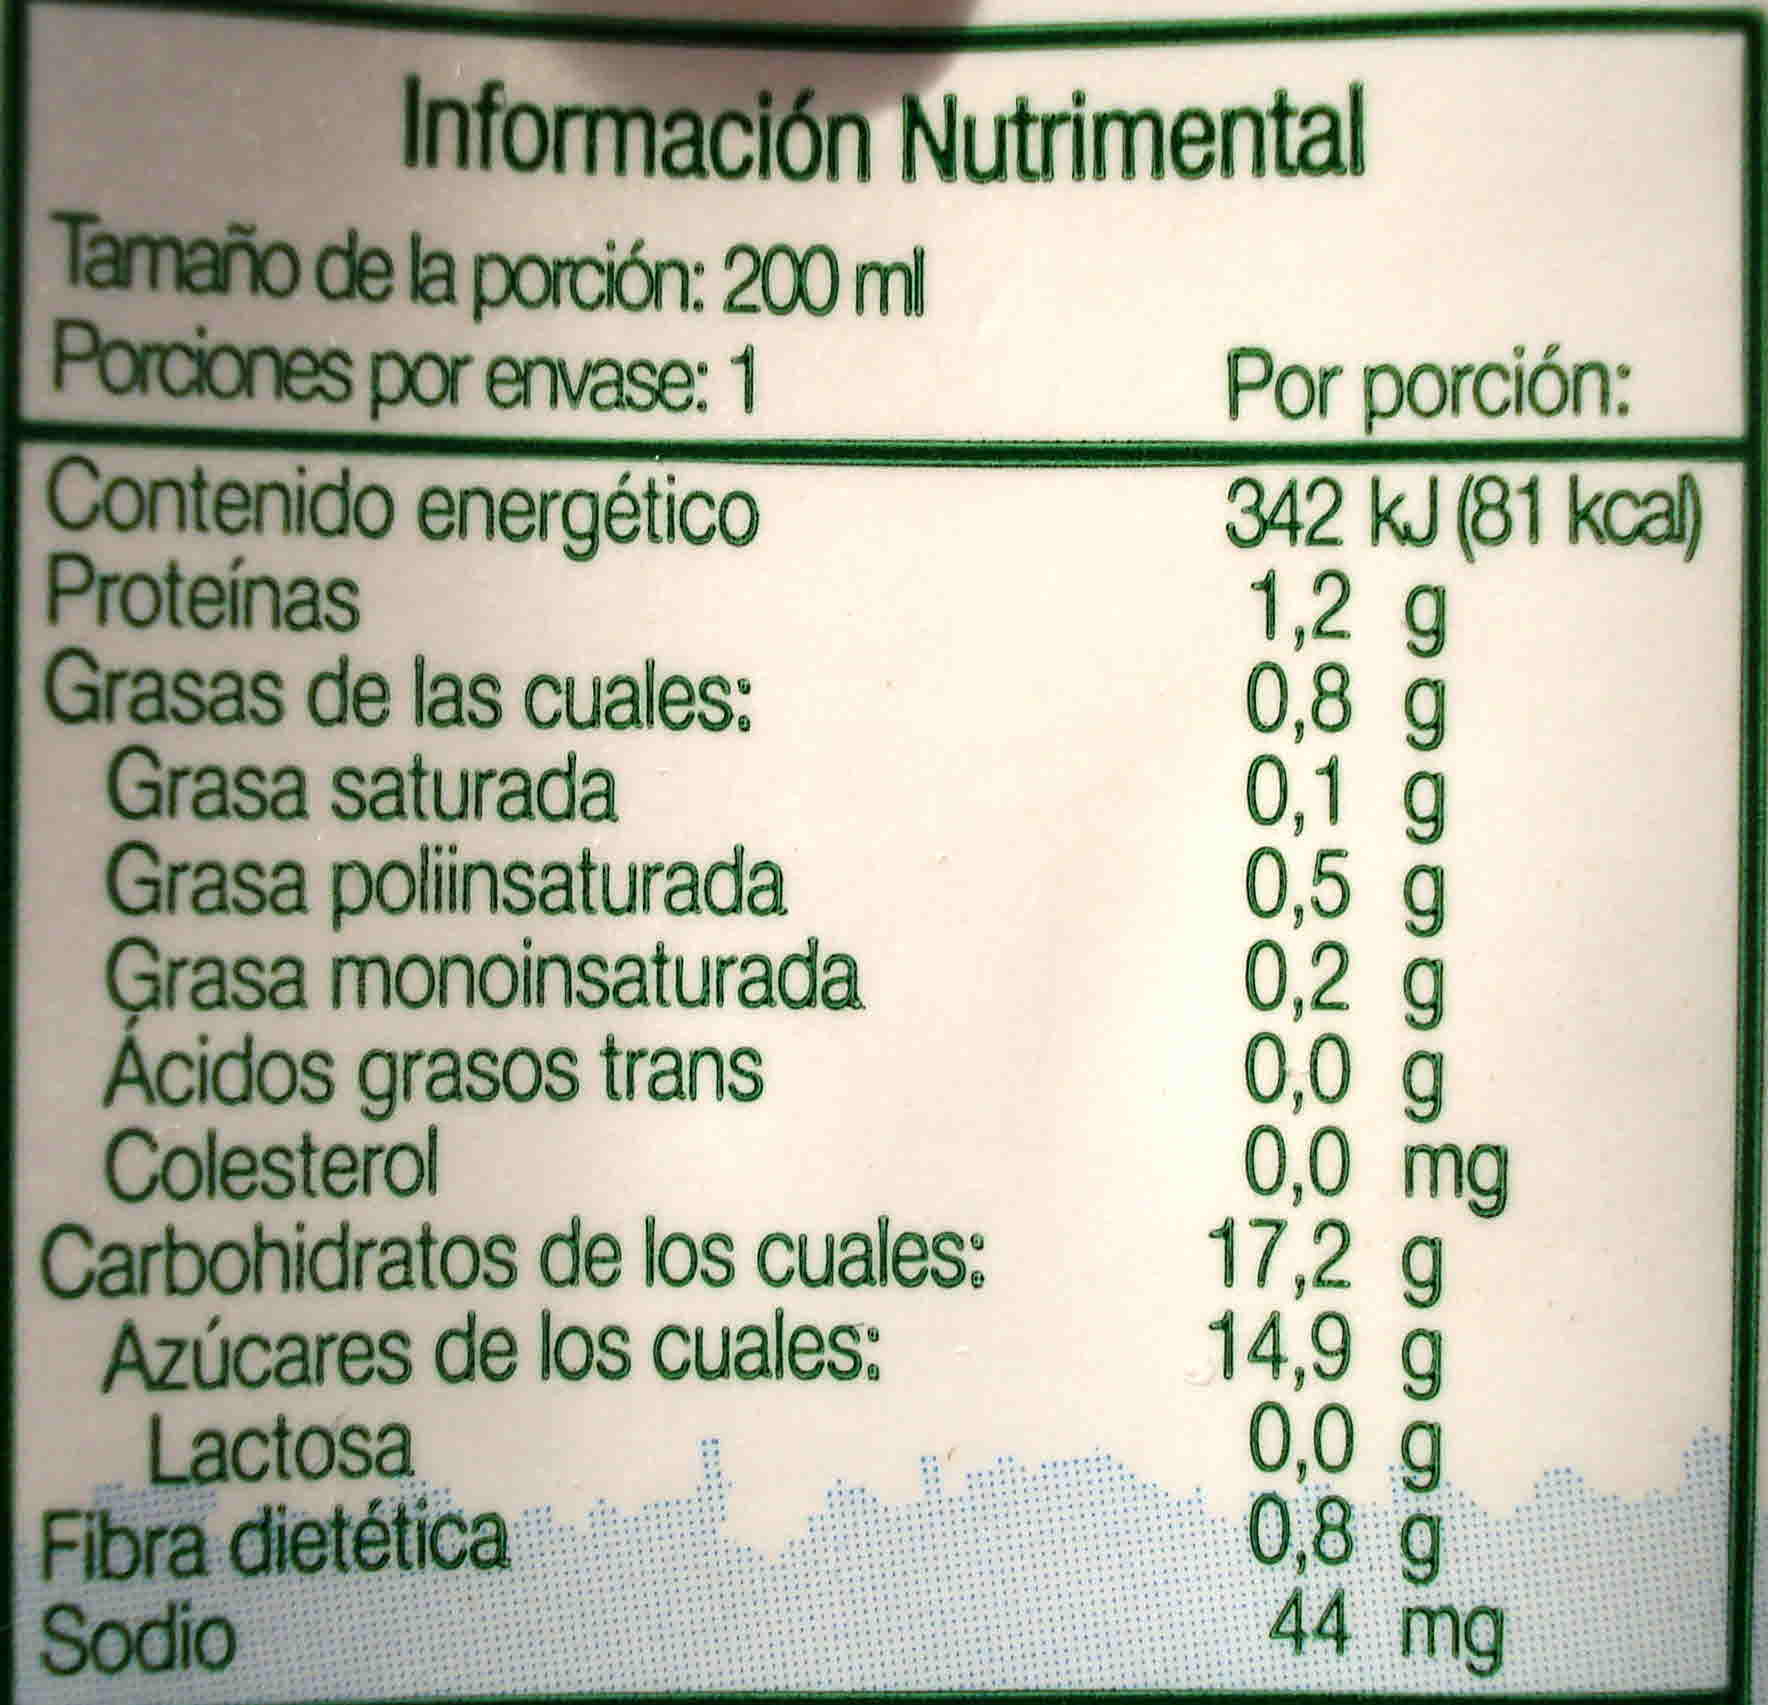 Información Nutrimental
Tamaño de la porción: 200 ml
Porciones por envase: 1 Por porción:
Contenido energético 342 kJ (81 kcal)
Proteínas 1,2 g
Grasas de las cuales: 0,8 g
Grasa saturada 0,1 g
Grasa poliinsaturada 0,5 g
Grasa monoinsaturada 0,2 g
Ácidos grasos trans 0,0 g
Colesterol 0,0 mg
Carbohidratos de los cuales: 17,2 g
Azúcares de los cuales: 14,9 g
Lactosa 0,0 g
Fibra dietética 0,8 g
Sodio 44 mg